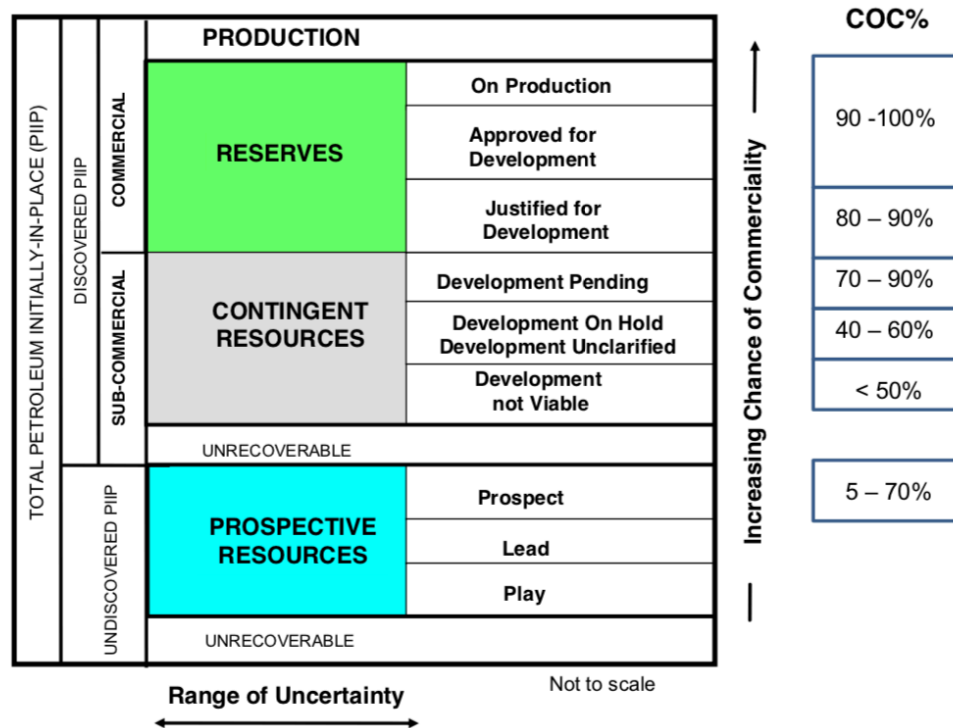 COC%
PRODUCTION
TOTAL PETROLEUM INITIALLY-IN-PLACE (PIIP)
DISCOVERED PIIP
COMMERCIAL
RESERVES
On Production
Approved for
Development
Justified for
Development
SUB-COMMERCIAL
CONTINGENT
RESOURCES
Development Pending
Development On Hold
Development Unclarified
Development
not Viable
UNRECOVERABLE
UNDISCOVERED PIIP
PROSPECTIVE
RESOURCES
Prospect
Lead
Play
UNRECOVERABLE
Increasing Chance of Commerciality
90 -100%
80 – 90%
70 – 90%
40 – 60%
< 50%
5 – 70%
Range of Uncertainty
Not to scale